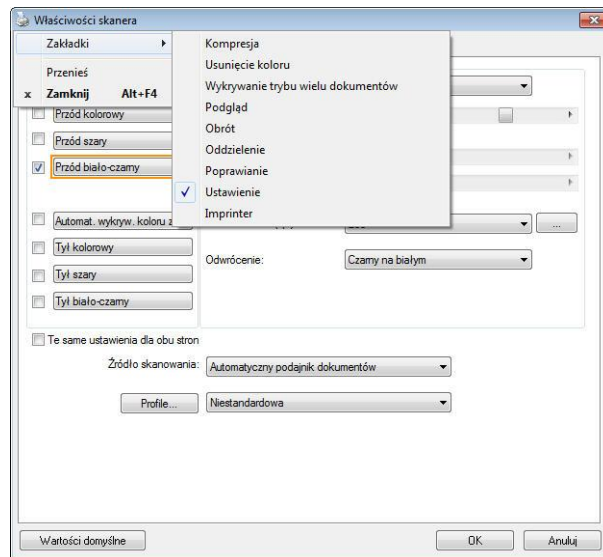 Właściwości skanera
Zakładki
Przenieś
x Zamknij Alt+F4
Kompresja
Usunięcie koloru
Wykrywanie trybu wielu dokumentów
Podgląd
Obrót
Oddzielenie
Poprawianie
Ustawienie
Imprinter
Przód kolorowy
Przód szary
Przód biało-czarny
Automat. wykryw. koloru z
Tył kolorowy
Tył szary
Tył biało-czarny
...
Odwrócenie: Czarny na białym
Te same ustawienia dla obu stron
Źródło skanowania: Automatyczny podajnik dokumentów
Profile... Niestandardowa
Wartości domyślne OK Anuluj